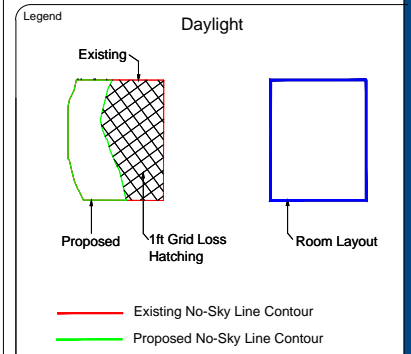 Legend
Daylight
Existing
Proposed
1ft Grid Loss
Hatching
Room Layout
Existing No-Sky Line Contour
Proposed No-Sky Line Contour